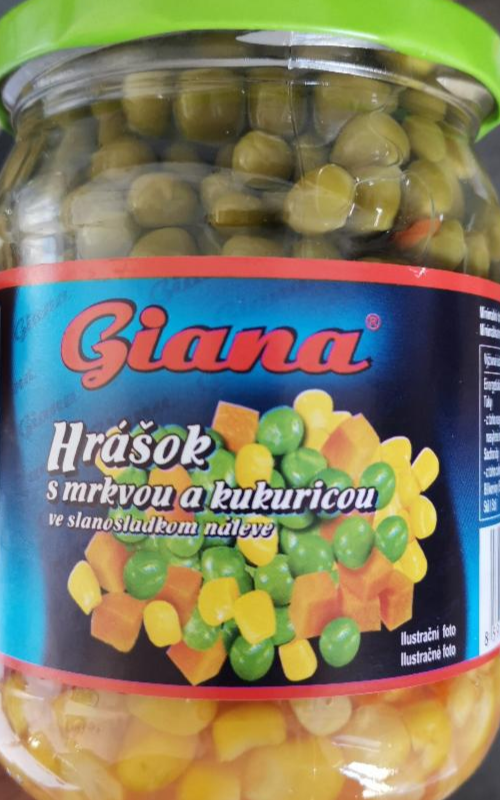 Giana®
Hrášok
s mrkvou a kukuricou
ve slanosladkom náleve
Ilustrační foto
Ilustračné foto